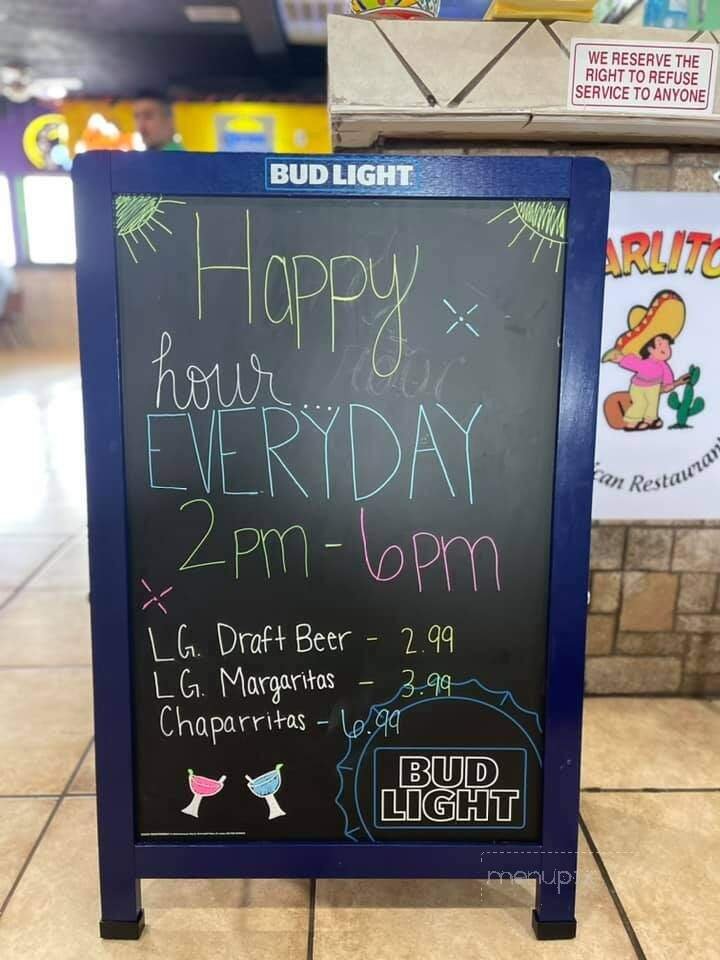 WE RESERVE THE
RIGHT TO REFUSE
SERVICE TO ANYONE
BUD LIGHT
Happy
hour...
EVERYDAY
2pm - 6pm
LG. Draft Beer - 2.99
LG. Margaritas - 3.99
Chaparritas - 6.99
BUD
LIGHT
ARLITO
can Restauran
menup